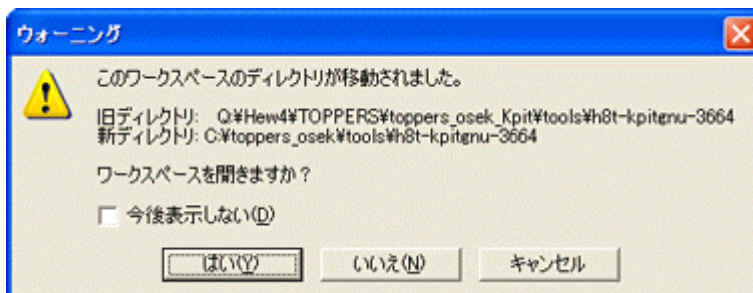 ウォーニング
このワークスペースのディレクトリが移動されました。
旧ディレクトリ: Q:¥Hew4¥TOPPERS¥toppers_osek_Kpit¥tools¥h8t-kpitgnu-3664
新ディレクトリ: C:¥toppers_osek¥tools¥h8t-kpitgnu-3664
ワークスペースを開きますか?
今後表示しない(D)
はい(Y) いいえ(N) キャンセル